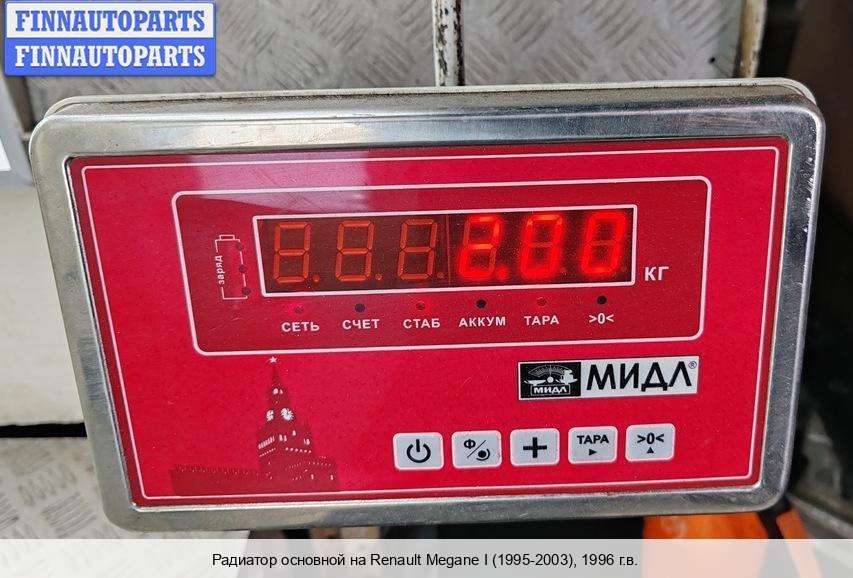 FINNAUTOPARTS
FINNAUTOPARTS
заряд
2.00 КГ
СЕТЬ СЧЕТ СТАБ АККУМ ТАРА >0<
МИДЛ МИДЛ®
Ф ТАРА >0<
Радиатор основной на Renault Megane I (1995-2003), 1996 г.в.